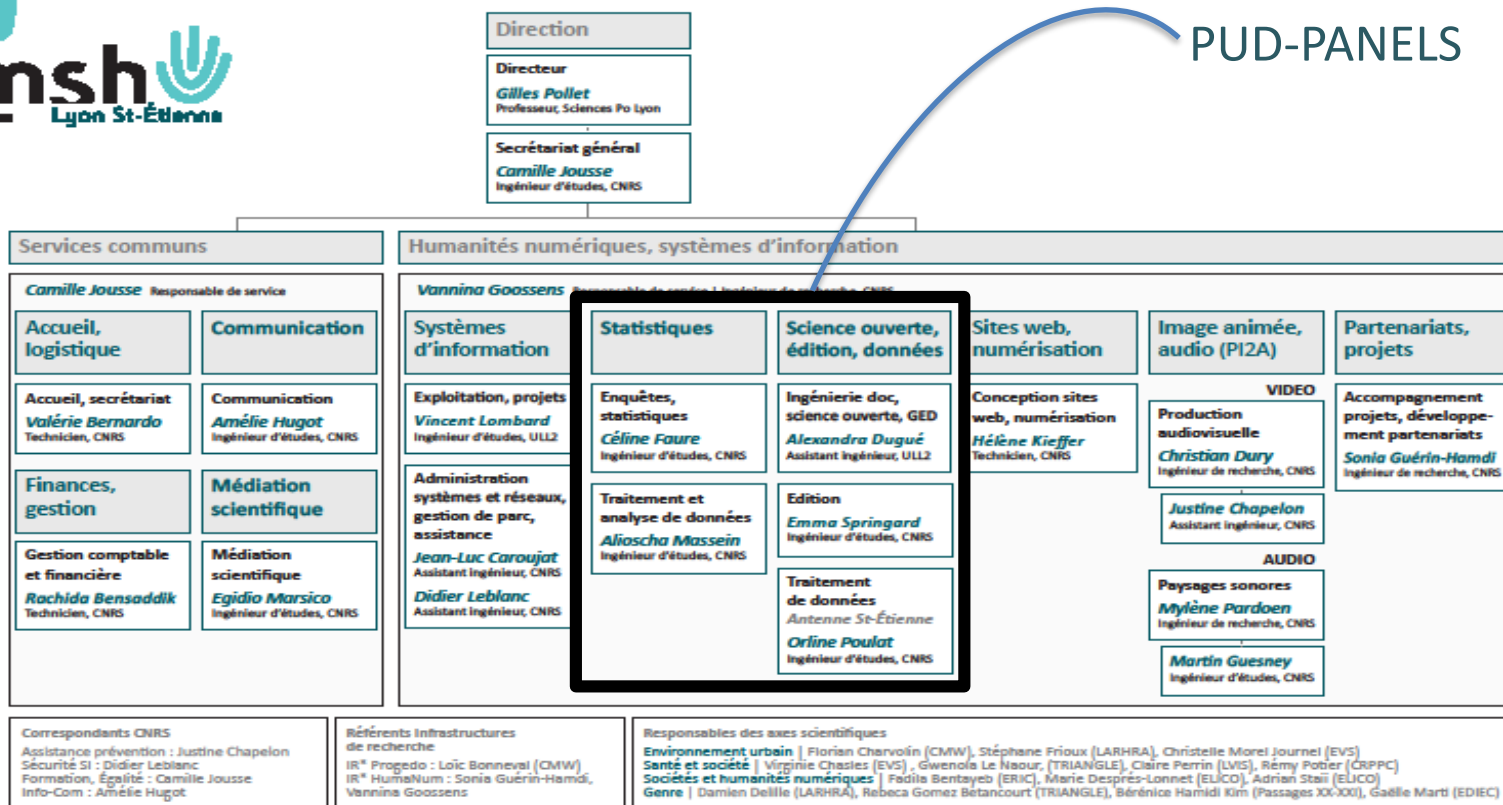 msh
Lyon St-Étienne
PUD-PANELS
Direction
Directeur
Gilles Pollet
Professeur, Sciences Po Lyon
Secrétariat général
Camille Jousse
Ingénieur d'études, CNRS
Services communs
Humanités numériques, systèmes d'information
Camille Jousse Responsable de service
Vannina Goossens Responsable de service | Ingénieur de recherche, CNRS
Accueil,
logistique
Communication
Accueil, secrétariat
Valérie Bernardo
Technicien, CNRS
Communication
Amélie Hugot
Ingénieur d'études, CNRS
Finances,
gestion
Médiation
scientifique
Gestion comptable
et financière
Rachida Bensaddik
Technicien, CNRS
Médiation
scientifique
Egidio Marsico
Ingénieur d'études, CNRS
Systèmes
d'information
Exploitation, projets
Vincent Lombard
Ingénieur d'études, ULL2
Administration
systèmes et réseaux,
gestion de parc,
assistance
Jean-Luc Caroujat
Assistant ingénieur, CNRS
Didier Leblanc
Assistant ingénieur, CNRS
Statistiques
Enquêtes,
statistiques
Céline Faure
Ingénieur d'études, CNRS
Traitement et
analyse de données
Alioscha Massein
Ingénieur d'études, CNRS
Science ouverte,
édition, données
Ingénierie doc,
science ouverte, GED
Alexandra Dugué
Assistant ingénieur, ULL2
Edition
Emma Springard
Ingénieur d'études, CNRS
Traitement
de données
Antenne St-Étienne
Orline Poulat
Ingénieur d'études, CNRS
Sites web,
numérisation
Conception sites
web, numérisation
Hélène Kieffer
Technicien, CNRS
Image animée,
audio (PI2A)
VIDEO
Production
audiovisuelle
Christian Dury
Ingénieur de recherche, CNRS
Justine Chapelon
Assistant ingénieur, CNRS
AUDIO
Paysages sonores
Mylène Pardoen
Ingénieur de recherche, CNRS
Martin Guesney
Ingénieur d'études, CNRS
Partenariats,
projets
Accompagnement
projets, développe-
ment partenariats
Sonia Guérin-Hamdi
Ingénieur de recherche, CNRS
Correspondants CNRS
Assistance prévention : Justine Chapelon
Sécurité SI : Didier Leblanc
Formation, Égalité : Camille Jousse
Info-Com : Amélie Hugot
Référents Infrastructures
de recherche
IR* Progedo : Loïc Bonneval (CMW)
IR* HumaNum : Sonia Guérin-Hamdi,
Vannina Goossens
Responsables des axes scientifiques
Environnement urbain | Florian Charvolin (CMW), Stéphane Frioux (LARHRA), Christelle Morel Journel (EVS)
Santé et société | Virginie Chasles (EVS) , Gwenola Le Naour, (TRIANGLE), Claire Perrin (LVIS), Rémy Potier (CRPPC)
Sociétés et humanités numériques | Fadila Bentayeb (ERIC), Marie Després-Lonnet (ELICO), Adrian Staii (ELICO)
Genre | Damien Delille (LARHRA), Rebeca Gomez Betancourt (TRIANGLE), Bérénice Hamidi Kim (Passages XX-XXI), Gaëlle Marti (EDIEC)